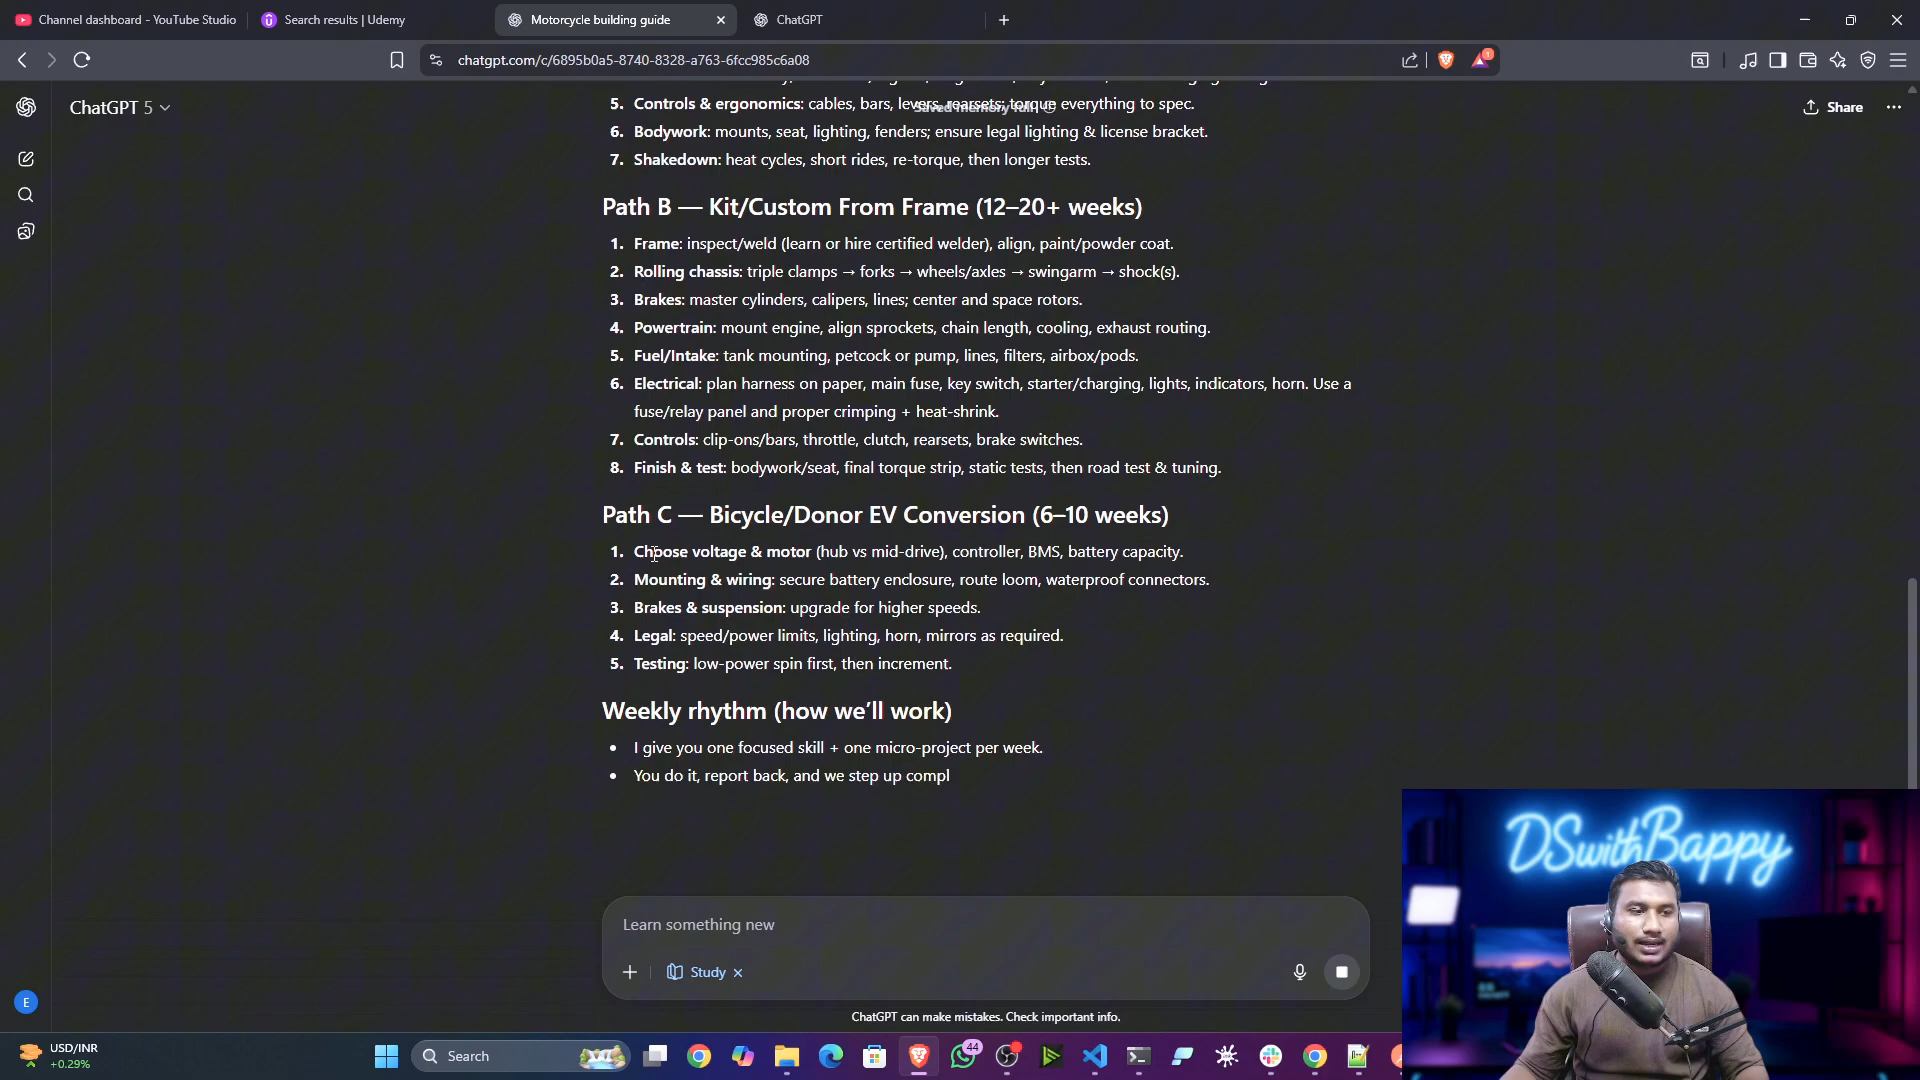 Channel dashboard - YouTube Studio
Search results | Udemy
Motorcycle building guide
ChatGPT
chatgpt.com/c/6895b0a5-8740-8328-a763-6fcc985c6a08
1
ChatGPT 5
Saved memory full
Share
5. Controls & ergonomics: cables, bars, levers, rearsets; torque everything to spec.
6. Bodywork: mounts, seat, lighting, fenders; ensure legal lighting & license bracket.
7. Shakedown: heat cycles, short rides, re-torque, then longer tests.
Path B — Kit/Custom From Frame (12–20+ weeks)
1. Frame: inspect/weld (learn or hire certified welder), align, paint/powder coat.
2. Rolling chassis: triple clamps → forks → wheels/axles → swingarm → shock(s).
3. Brakes: master cylinders, calipers, lines; center and space rotors.
4. Powertrain: mount engine, align sprockets, chain length, cooling, exhaust routing.
5. Fuel/Intake: tank mounting, petcock or pump, lines, filters, airbox/pods.
6. Electrical: plan harness on paper, main fuse, key switch, starter/charging, lights, indicators, horn. Use a
fuse/relay panel and proper crimping + heat-shrink.
7. Controls: clip-ons/bars, throttle, clutch, rearsets, brake switches.
8. Finish & test: bodywork/seat, final torque strip, static tests, then road test & tuning.
Path C — Bicycle/Donor EV Conversion (6–10 weeks)
1. Choose voltage & motor (hub vs mid-drive), controller, BMS, battery capacity.
2. Mounting & wiring: secure battery enclosure, route loom, waterproof connectors.
3. Brakes & suspension: upgrade for higher speeds.
4. Legal: speed/power limits, lighting, horn, mirrors as required.
5. Testing: low-power spin first, then increment.
Weekly rhythm (how we'll work)
• I give you one focused skill + one micro-project per week.
• You do it, report back, and we step up compl
DSwithBappy
Learn something new
Study
E
ChatGPT can make mistakes. Check important info.
USD/INR
+0.29%
Search
44